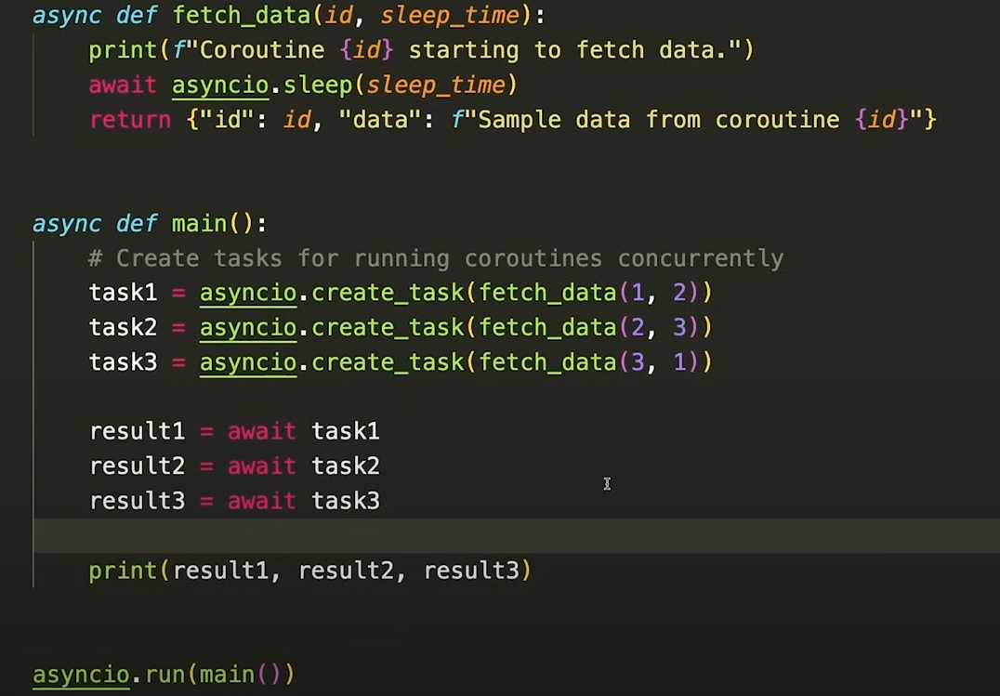 async def fetch_data(id, sleep_time):
    print(f"Coroutine {id} starting to fetch data.")
    await asyncio.sleep(sleep_time)
    return {"id": id, "data": f"Sample data from coroutine {id}"}
async def main():
    # Create tasks for running coroutines concurrently
    task1 = asyncio.create_task(fetch_data(1, 2))
    task2 = asyncio.create_task(fetch_data(2, 3))
    task3 = asyncio.create_task(fetch_data(3, 1))
    result1 = await task1
    result2 = await task2
    result3 = await task3
    print(result1, result2, result3)
asyncio.run(main())